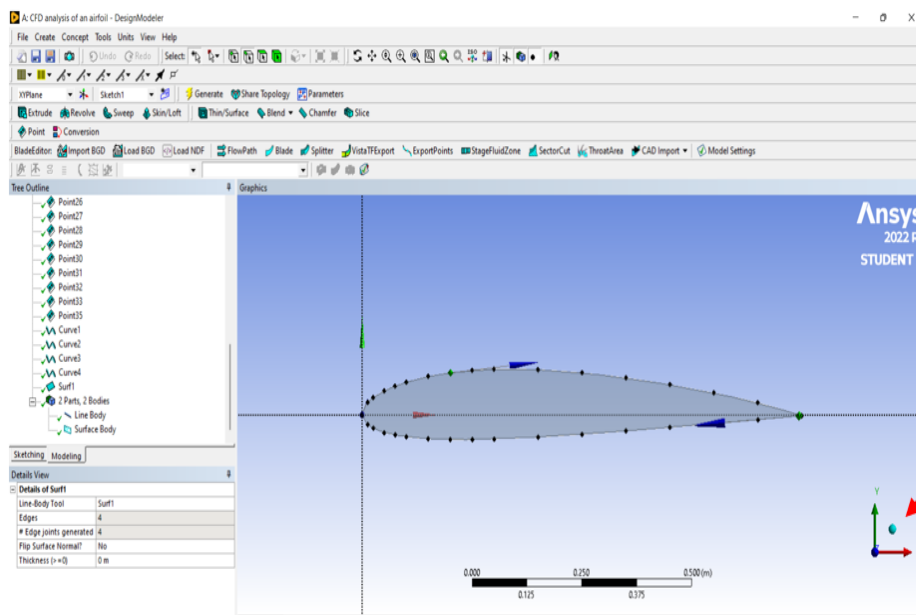 A: CFD analysis of an airfoil - DesignModeler
File Create Concept Tools Units View Help
Undo Redo Select: ISO
XYPlane Sketch1 Generate Share Topology Parameters
Extrude Revolve Sweep Skin/Loft Thin/Surface Blend Chamfer Slice
Point Conversion
BladeEditor: Import BGD Load BGD Load NDF FlowPath Blade Splitter VistaTFExport ExportPoints StageFluidZone SectorCut ThroatArea CAD Import Model Settings
Tree Outline
Point26
Point27
Point28
Point29
Point30
Point31
Point32
Point33
Point35
Curve1
Curve2
Curve3
Curve4
Surf1
2 Parts, 2 Bodies
Line Body
Surface Body
Sketching Modeling
Details View
Details of Surf1
Line-Body Tool Surf1
Edges 4
# Edge joints generated 4
Flip Surface Normal? No
Thickness (>=0) 0 m
Graphics
Ansys
2022
STUDENT
Y
0.000 0.250 0.500 (m)
0.125 0.375